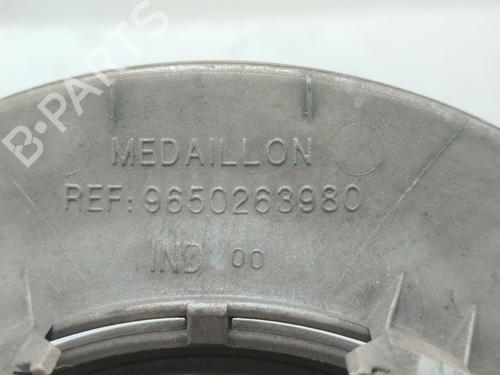 B-PARTS
MEDAILLON
REF: 9650263980
IND 00